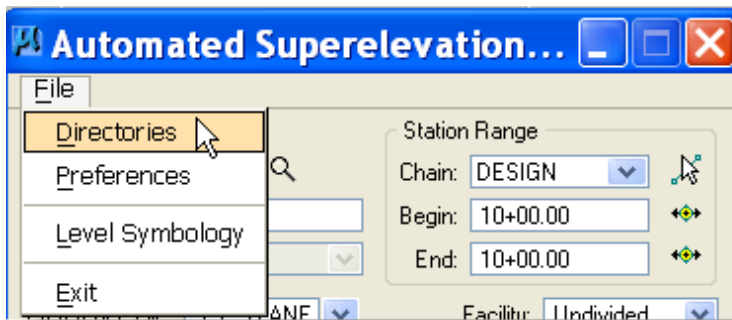 Automated Superelevation...
File
Directories
Preferences
Level Symbology
Exit
Station Range
Chain: DESIGN
Begin: 10+00.00
End: 10+00.00
Facility: Undivided